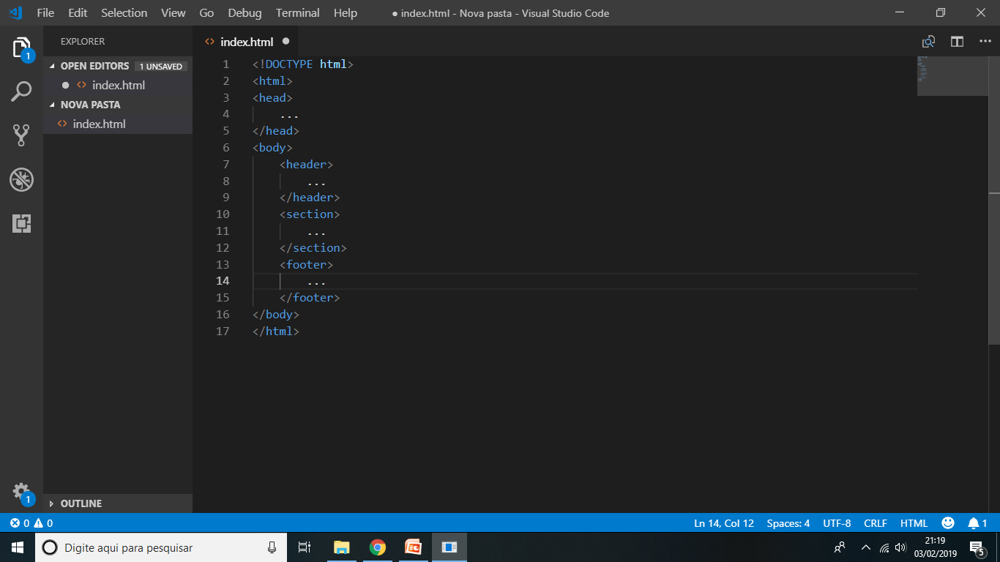 File Edit Selection View Go Debug Terminal Help ● index.html - Nova pasta - Visual Studio Code
EXPLORER
OPEN EDITORS 1 UNSAVED
● <> index.html
NOVA PASTA
<> index.html
OUTLINE
1
1
<> index.html ●
1 <!DOCTYPE html>
2 <html>
3 <head>
4     ...
5 </head>
6 <body>
7     <header>
8         ...
9     </header>
10     <section>
11         ...
12     </section>
13     <footer>
14         ...
15     </footer>
16 </body>
17 </html>
0 0 Ln 14, Col 12 Spaces: 4 UTF-8 CRLF HTML 1
Digite aqui para pesquisar
21:19
03/02/2019
5